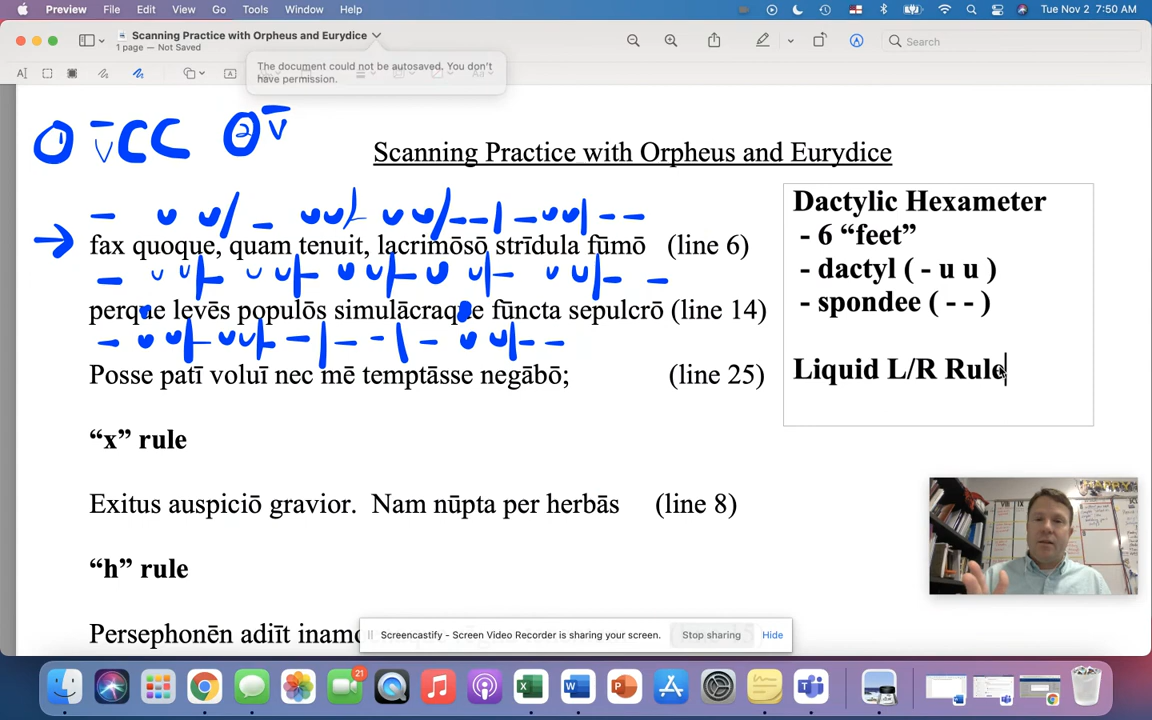 Preview File Edit View Go Tools Window Help Tue Nov 2 7:50 AM
Scanning Practice with Orpheus and Eurydice
1 page — Not Saved
Search
The document could not be autosaved. You don't
have permission.
① v̄CC ② v̄
Scanning Practice with Orpheus and Eurydice
fax quoque, quam tenuit, lacrimōsō strīdula fūmō (line 6)
perque levēs populōs simulācraque fūncta sepulcrō (line 14)
Posse patī voluī nec mē temptāsse negābō; (line 25)
“x” rule
Exitus auspiciō gravior. Nam nūpta per herbās (line 8)
“h” rule
Persephonēn adiīt inamo
Dactylic Hexameter
- 6 “feet”
- dactyl ( - u u )
- spondee ( - - )
Liquid L/R Rule
Screencastify - Screen Video Recorder is sharing your screen. Stop sharing Hide
21